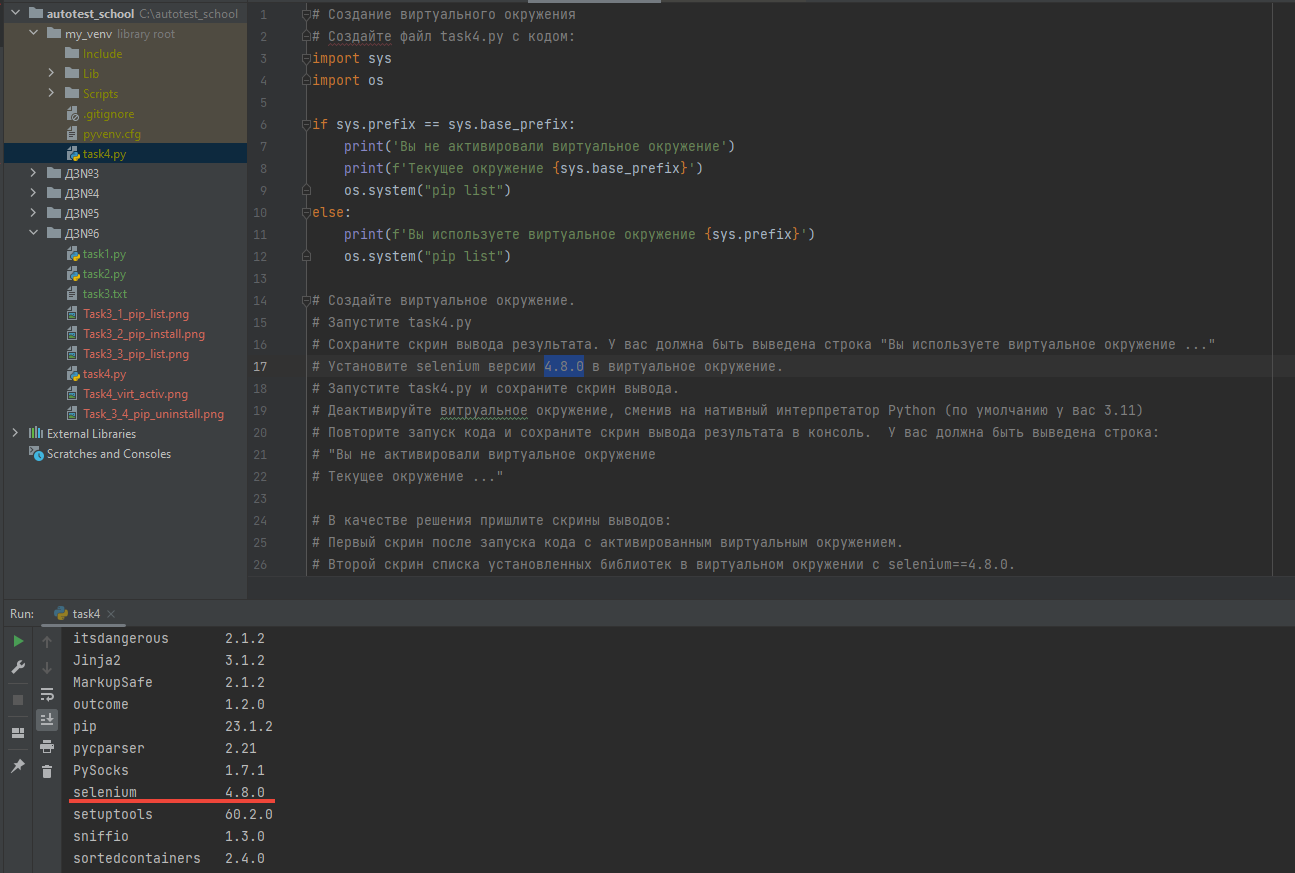 autotest_school C:\autotest_school
my_venv library root
Include
Lib
Scripts
.gitignore
pyvenv.cfg
task4.py
ДЗ№3
ДЗ№4
ДЗ№5
ДЗ№6
task1.py
task2.py
task3.txt
Task3_1_pip_list.png
Task3_2_pip_install.png
Task3_3_pip_list.png
task4.py
Task4_virt_activ.png
Task_3_4_pip_uninstall.png
External Libraries
Scratches and Consoles
1 # Создание виртуального окружения
2 # Создайте файл task4.py с кодом:
3 import sys
4 import os
5
6 if sys.prefix == sys.base_prefix:
7 print('Вы не активировали виртуальное окружение')
8 print(f'Текущее окружение {sys.base_prefix}')
9 os.system("pip list")
10 else:
11 print(f'Вы используете виртуальное окружение {sys.prefix}')
12 os.system("pip list")
13
14 # Создайте виртуальное окружение.
15 # Запустите task4.py
16 # Сохраните скрин вывода результата. У вас должна быть выведена строка "Вы используете виртуальное окружение ..."
17 # Установите selenium версии 4.8.0 в виртуальное окружение.
18 # Запустите task4.py и сохраните скрин вывода.
19 # Деактивируйте витруальное окружение, сменив на нативный интерпретатор Python (по умолчанию у вас 3.11)
20 # Повторите запуск кода и сохраните скрин вывода результата в консоль.  У вас должна быть выведена строка:
21 # "Вы не активировали виртуальное окружение
22 # Текущее окружение ..."
23
24 # В качестве решения пришлите скрины выводов:
25 # Первый скрин после запуска кода с активированным виртуальным окружением.
26 # Второй скрин списка установленных библиотек в виртуальном окружении с selenium==4.8.0.
Run: task4
itsdangerous 2.1.2
Jinja2 3.1.2
MarkupSafe 2.1.2
outcome 1.2.0
pip 23.1.2
pycparser 2.21
PySocks 1.7.1
selenium 4.8.0
setuptools 60.2.0
sniffio 1.3.0
sortedcontainers 2.4.0